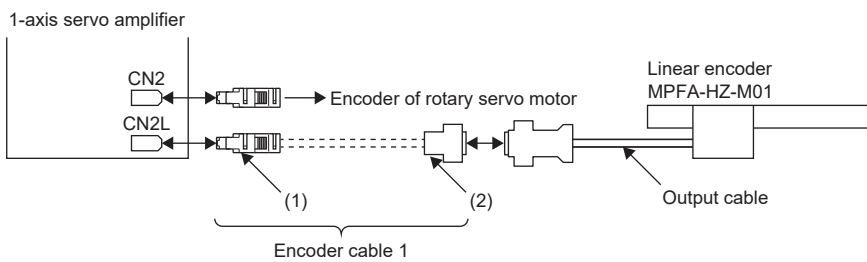 1-axis servo amplifier
CN2
Encoder of rotary servo motor
CN2L
Linear encoder
MPFA-HZ-M01
(1)
(2)
Output cable
Encoder cable 1